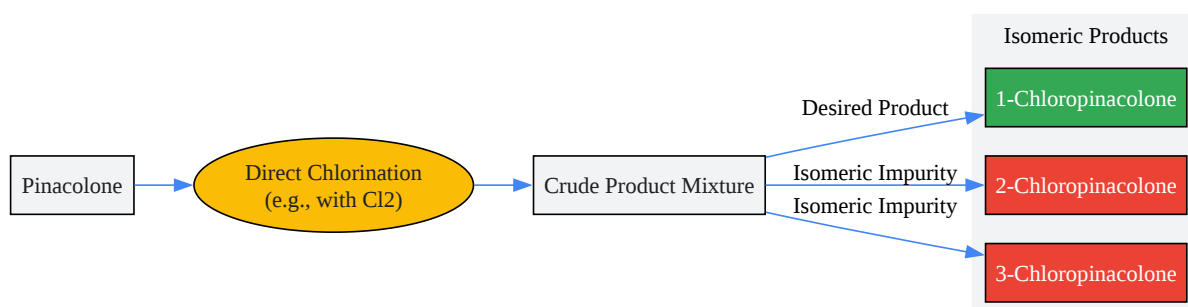 Isomeric Products
Pinacolone
Direct Chlorination
(e.g., with Cl2)
Crude Product Mixture
Desired Product
Isomeric Impurity
Isomeric Impurity
1-Chloropinacolone
2-Chloropinacolone
3-Chloropinacolone